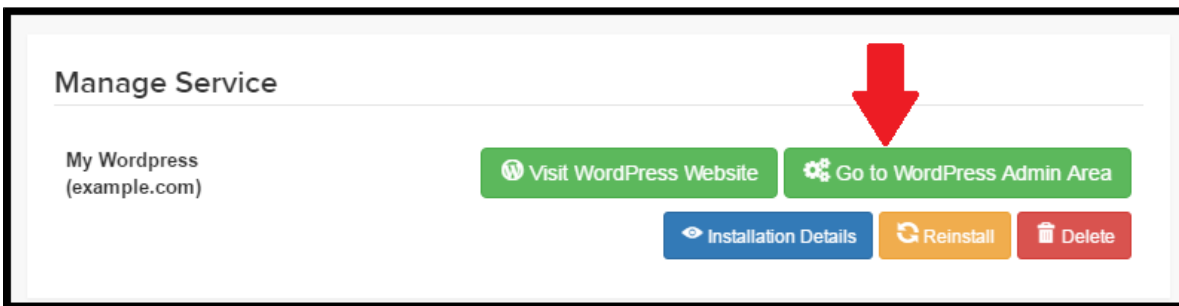 Manage Service
My Wordpress
(example.com)
Visit WordPress Website
Go to WordPress Admin Area
Installation Details
Reinstall
Delete